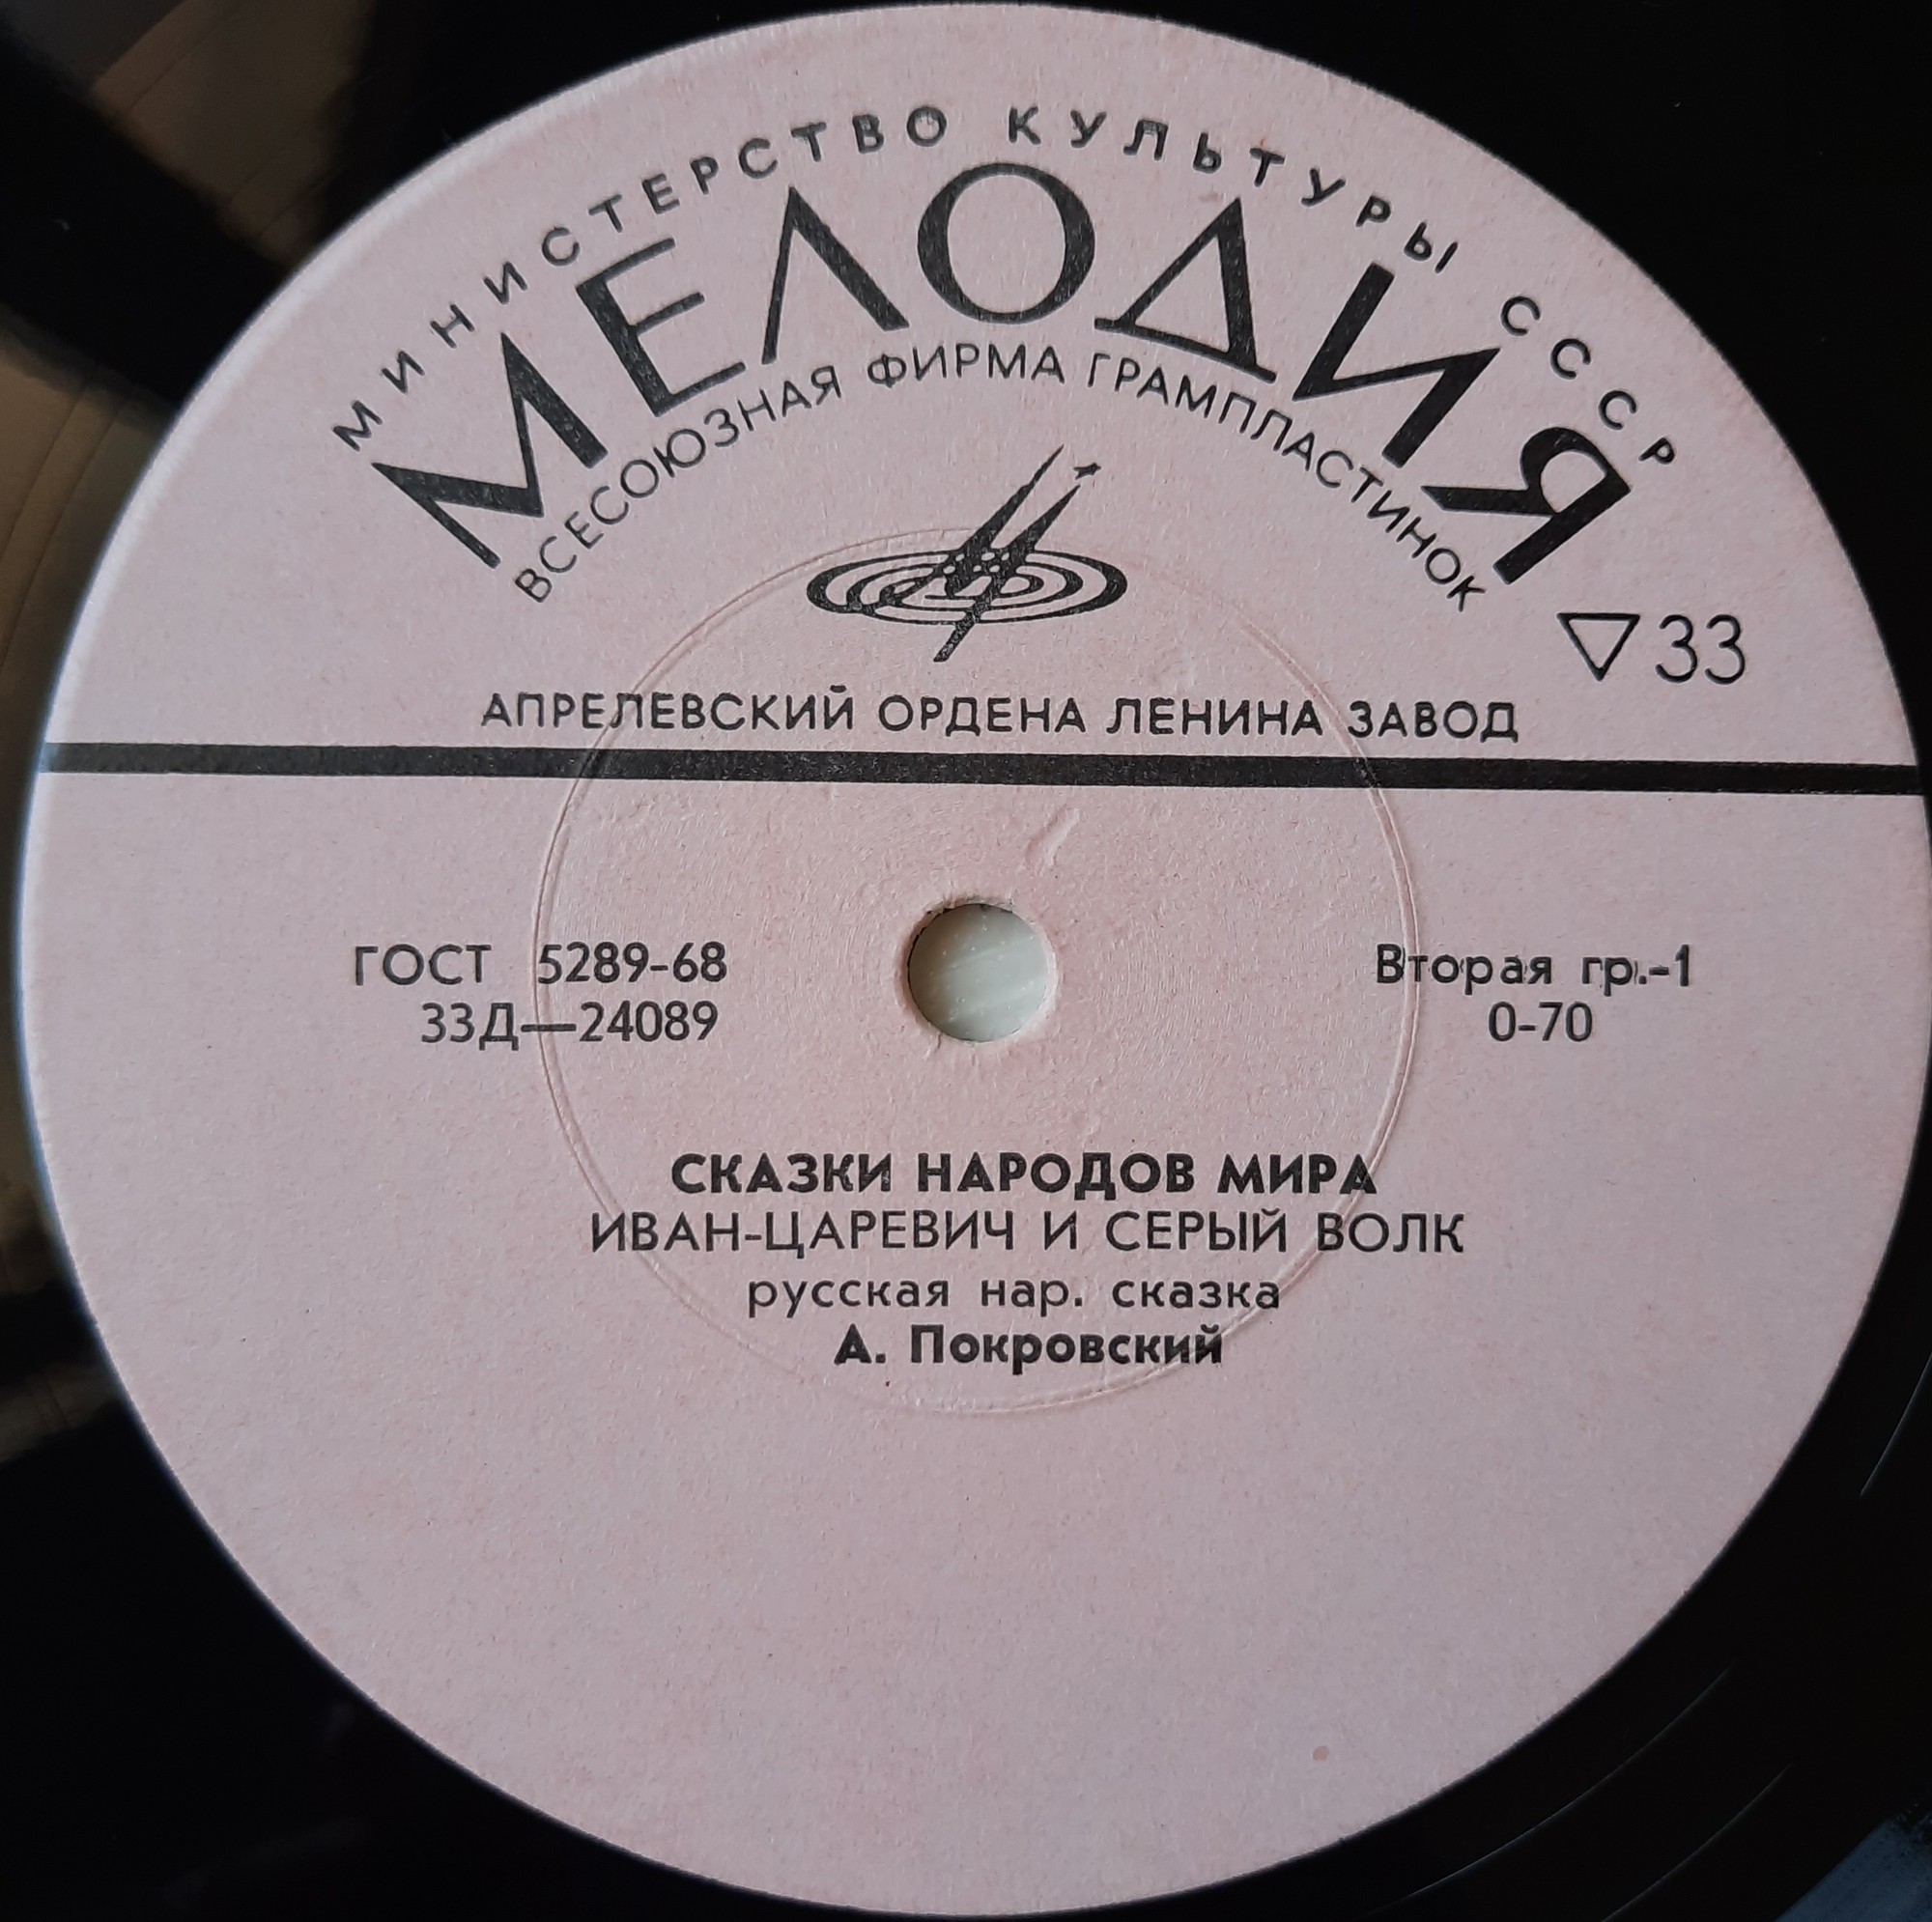 МИНИСТЕРСТВО КУЛЬТУРЫ СССР
МЕЛОДИЯ
ВСЕСОЮЗНАЯ ФИРМА ГРАМПЛАСТИНОК
33
АПРЕЛЕВСКИЙ ОРДЕНА ЛЕНИНА ЗАВОД
ГОСТ 5289-68
33Д—24089
Вторая гр.-1
0-70
СКАЗКИ НАРОДОВ МИРА
ИВАН-ЦАРЕВИЧ И СЕРЫЙ ВОЛК
русская нар. сказка
А. Покровский